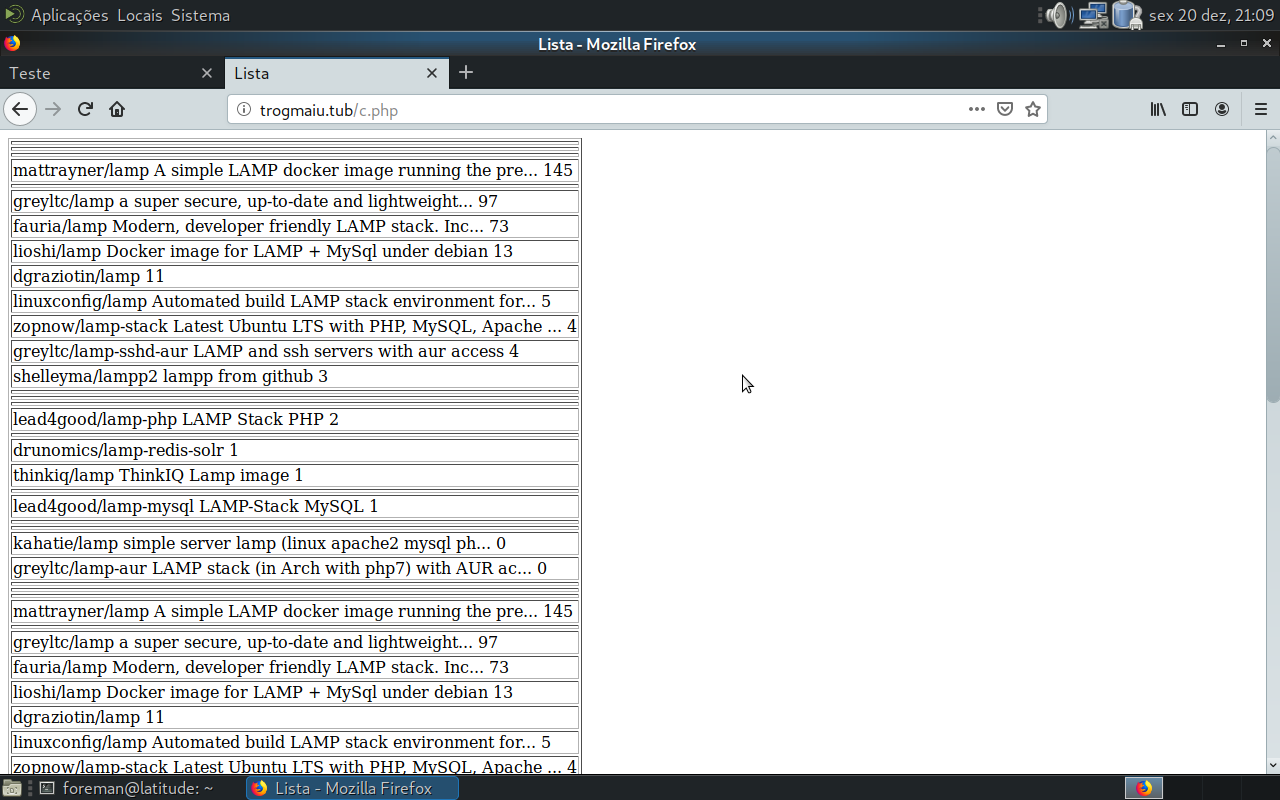 Aplicações Locais Sistema
sex 20 dez, 21:09
Lista - Mozilla Firefox
Teste
Lista
trogmaiu.tub/c.php
mattrayner/lamp A simple LAMP docker image running the pre... 145
greyltc/lamp a super secure, up-to-date and lightweight... 97
fauria/lamp Modern, developer friendly LAMP stack. Inc... 73
lioshi/lamp Docker image for LAMP + MySql under debian 13
dgraziotin/lamp 11
linuxconfig/lamp Automated build LAMP stack environment for... 5
zopnow/lamp-stack Latest Ubuntu LTS with PHP, MySQL, Apache ... 4
greyltc/lamp-sshd-aur LAMP and ssh servers with aur access 4
shelleyma/lampp2 lampp from github 3
lead4good/lamp-php LAMP Stack PHP 2
drunomics/lamp-redis-solr 1
thinkiq/lamp ThinkIQ Lamp image 1
lead4good/lamp-mysql LAMP-Stack MySQL 1
kahatie/lamp simple server lamp (linux apache2 mysql ph... 0
greyltc/lamp-aur LAMP stack (in Arch with php7) with AUR ac... 0
mattrayner/lamp A simple LAMP docker image running the pre... 145
greyltc/lamp a super secure, up-to-date and lightweight... 97
fauria/lamp Modern, developer friendly LAMP stack. Inc... 73
lioshi/lamp Docker image for LAMP + MySql under debian 13
dgraziotin/lamp 11
linuxconfig/lamp Automated build LAMP stack environment for... 5
zopnow/lamp-stack Latest Ubuntu LTS with PHP, MySQL, Apache ... 4
foreman@latitude: ~
Lista - Mozilla Firefox